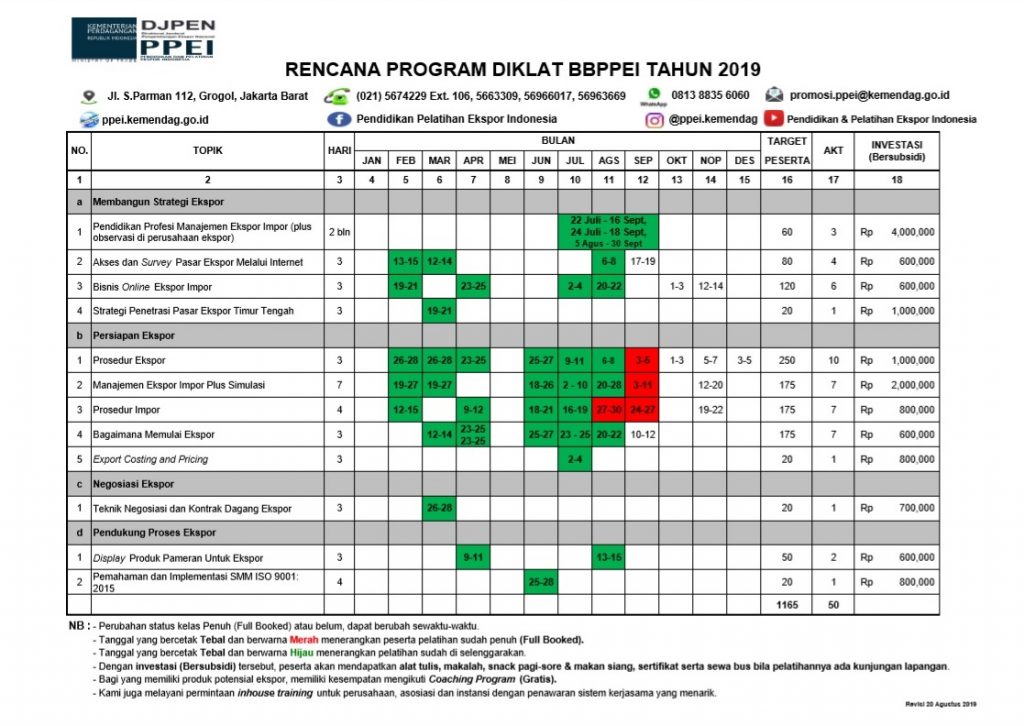 KEMENTERIAN
PERDAGANGAN
REPUBLIK INDONESIA
DJPEN
PPEI
RENCANA PROGRAM DIKLAT BBPPEI TAHUN 2019
Jl. S.Parman 112, Grogol, Jakarta Barat (021) 5674229 Ext. 106, 5663309, 56966017, 56963669 WhatsApp 0813 8835 6060 promosi.ppei@kemendag.go.id
ppei.kemendag.go.id Pendidikan Pelatihan Ekspor Indonesia @ppei.kemendag Pendidikan & Pelatihan Ekspor Indonesia
NO. TOPIK HARI BULAN TARGET PESERTA AKT INVESTASI (Bersubsidi)
JAN FEB MAR APR MEI JUN JUL AGS SEP OKT NOP DES
1 2 3 4 5 6 7 8 9 10 11 12 13 14 15 16 17 18
a Membangun Strategi Ekspor
1 Pendidikan Profesi Manajemen Ekspor Impor (plus observasi di perusahaan ekspor) 2 bln 22 Juli - 16 Sept, 24 Juli - 18 Sept, 5 Agus - 30 Sept 60 3 Rp 4,000,000
2 Akses dan Survey Pasar Ekspor Melalui Internet 3 13-15 12-14 6-8 17-19 80 4 Rp 600,000
3 Bisnis Online Ekspor Impor 3 19-21 23-25 2-4 20-22 1-3 12-14 120 6 Rp 600,000
4 Strategi Penetrasi Pasar Ekspor Timur Tengah 3 19-21 20 1 Rp 1,000,000
b Persiapan Ekspor
1 Prosedur Ekspor 3 26-28 26-28 23-25 25-27 9-11 6-8 3-5 1-3 5-7 3-5 250 10 Rp 1,000,000
2 Manajemen Ekspor Impor Plus Simulasi 7 19-27 19-27 18-26 2 - 10 20-28 3-11 12-20 175 7 Rp 2,000,000
3 Prosedur Impor 4 12-15 9-12 18-21 16-19 27-30 24-27 19-22 175 7 Rp 800,000
4 Bagaimana Memulai Ekspor 3 12-14 23-25 23-25 25-27 23 - 25 20-22 10-12 175 7 Rp 600,000
5 Export Costing and Pricing 3 2-4 20 1 Rp 800,000
c Negosiasi Ekspor
1 Teknik Negosiasi dan Kontrak Dagang Ekspor 3 26-28 20 1 Rp 700,000
d Pendukung Proses Ekspor
1 Display Produk Pameran Untuk Ekspor 3 9-11 13-15 50 2 Rp 600,000
2 Pemahaman dan Implementasi SMM ISO 9001: 2015 4 25-28 20 1 Rp 800,000
1165 50
NB : - Perubahan status kelas Penuh (Full Booked) atau belum, dapat berubah sewaktu-waktu.
- Tanggal yang bercetak Tebal dan berwarna Merah menerangkan peserta pelatihan sudah penuh (Full Booked).
- Tanggal yang bercetak Tebal dan berwarna Hijau menerangkan pelatihan sudah di selenggarakan.
- Dengan investasi (Bersubsidi) tersebut, peserta akan mendapatkan alat tulis, makalah, snack pagi-sore & makan siang, sertifikat serta sewa bus bila pelatihannya ada kunjungan lapangan.
- Bagi yang memiliki produk potensial ekspor, memiliki kesempatan mengikuti Coaching Program (Gratis).
- Kami juga melayani permintaan inhouse training untuk perusahaan, asosiasi dan instansi dengan penawaran sistem kerjasama yang menarik.
Revisi 20 Agustus 2019